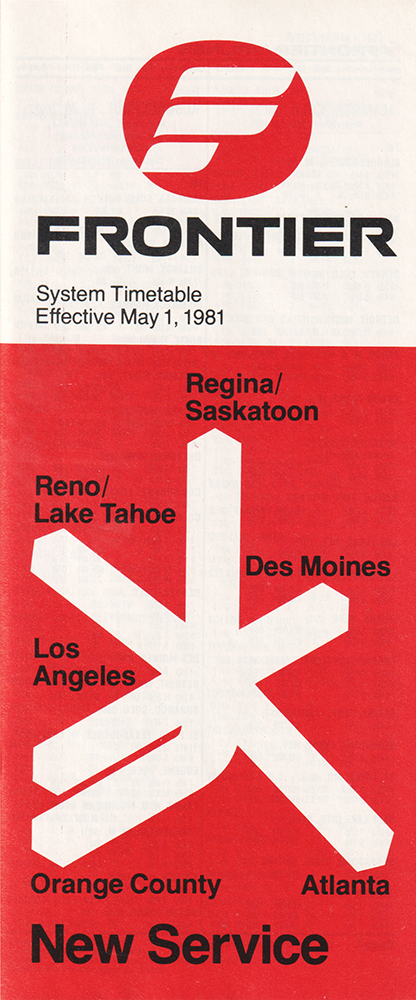 FRONTIER
System Timetable
Effective May 1, 1981
Regina/
Saskatoon
Reno/
Lake Tahoe
Des Moines
Los
Angeles
Orange County
Atlanta
New Service